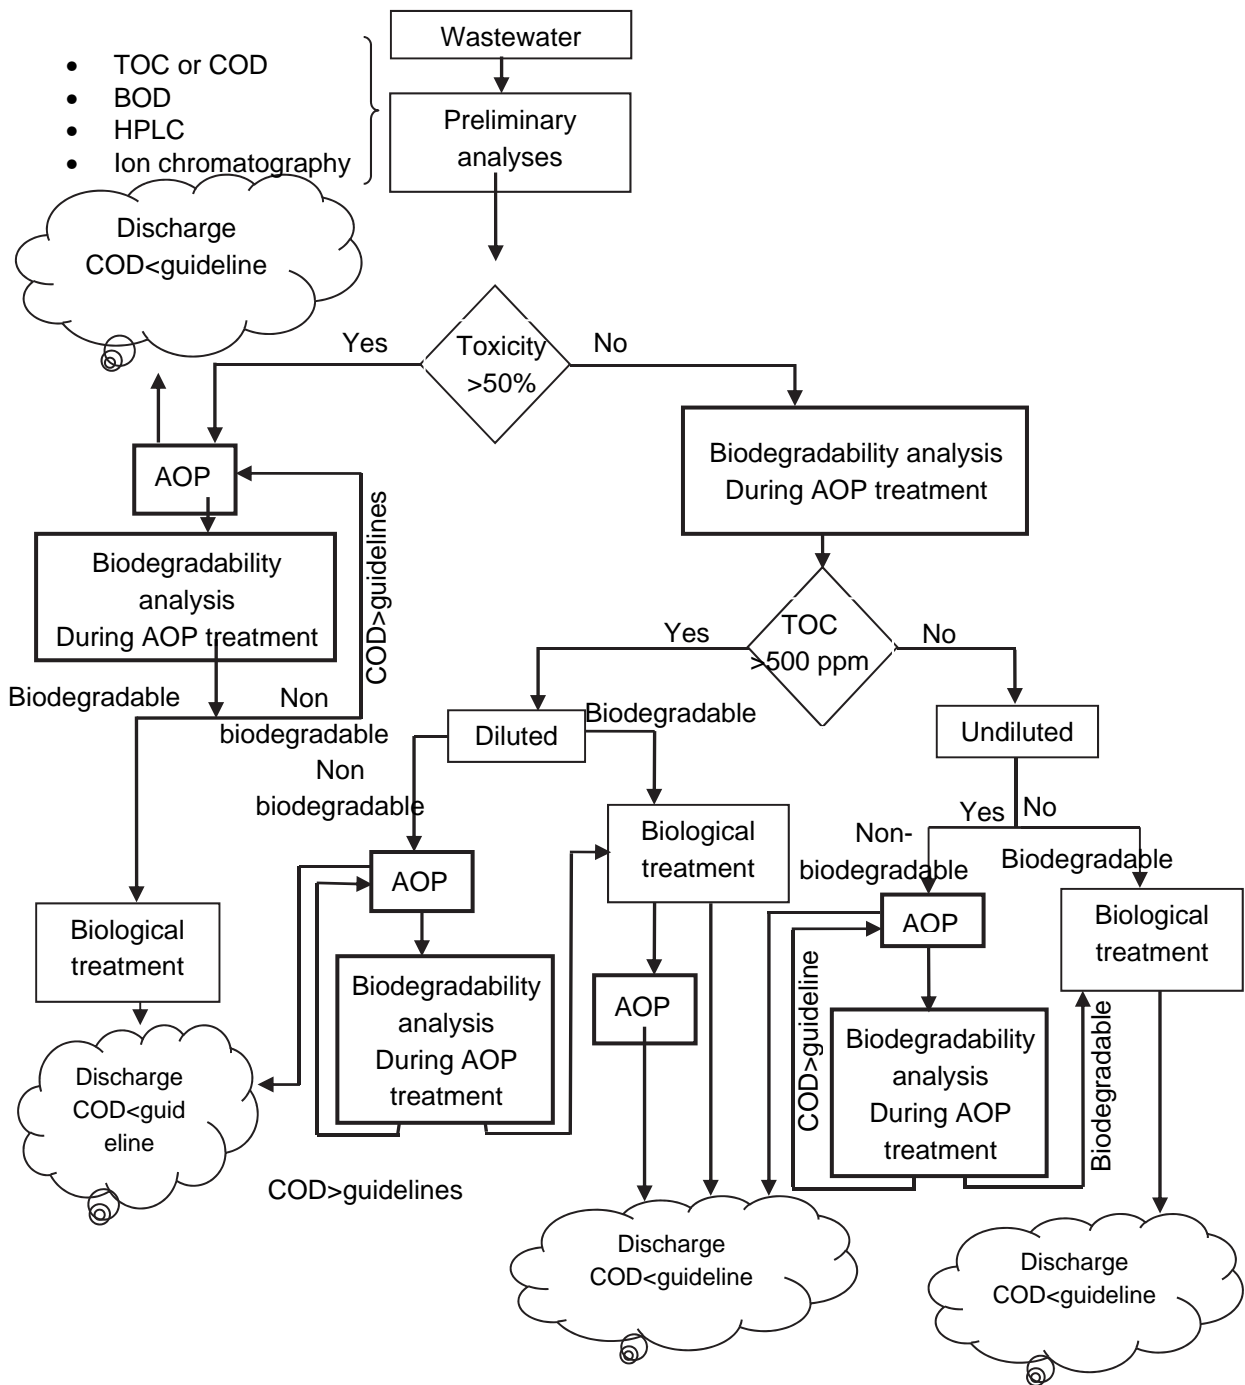 Wastewater
• TOC or COD
• BOD
• HPLC
• Ion chromatography
Preliminary
analyses
Discharge
COD<guideline
Yes
Toxicity
>50%
No
AOP
Biodegradability analysis
During AOP treatment
COD>guidelines
Biodegradability
analysis
During AOP treatment
TOC
>500 ppm
Yes
No
Biodegradable
Non
biodegradable
Diluted
Biodegradable
Undiluted
Non
biodegradable
Yes
No
Non-
biodegradable
Biodegradable
Biological
treatment
AOP
AOP
Biological
treatment
Biological
treatment
Biodegradability
analysis
During AOP
treatment
AOP
COD>guideline
Biodegradability
analysis
During AOP
treatment
Biodegradable
Discharge
COD<guid
eline
COD>guidelines
Discharge
COD<guideline
Discharge
COD<guideline